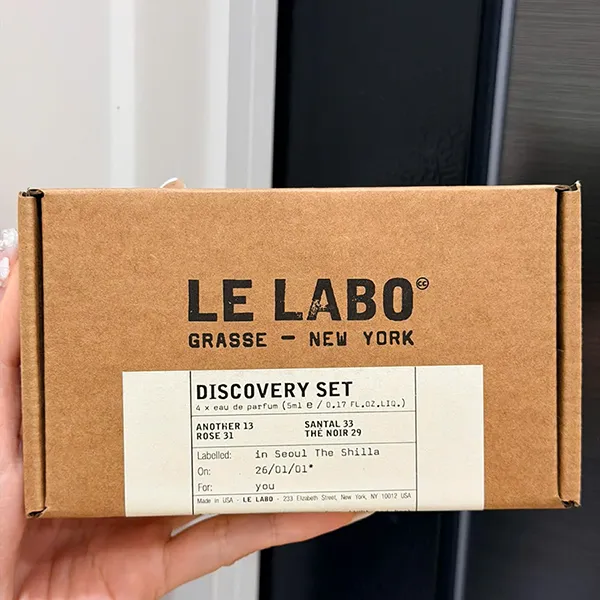 LE LABO
GRASSE — NEW YORK
DISCOVERY SET
4 x eau de parfum (5ml e / 0.17 FL.OZ.LIQ.)
ANOTHER 13 SANTAL 33
ROSE 31 THÉ NOIR 29
Labelled: in Seoul The Shilla
On: 26/01/01*
For: you
Made in USA - LE LABO - 233 Elizabeth Street, New York, NY 10012 USA